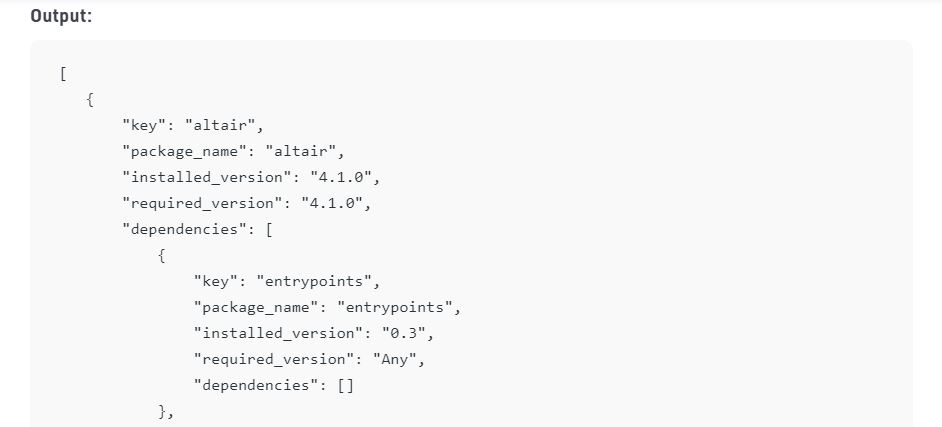 Output:
[
{
"key": "altair",
"package_name": "altair",
"installed_version": "4.1.0",
"required_version": "4.1.0",
"dependencies": [
{
"key": "entrypoints",
"package_name": "entrypoints",
"installed_version": "0.3",
"required_version": "Any",
"dependencies": []
},